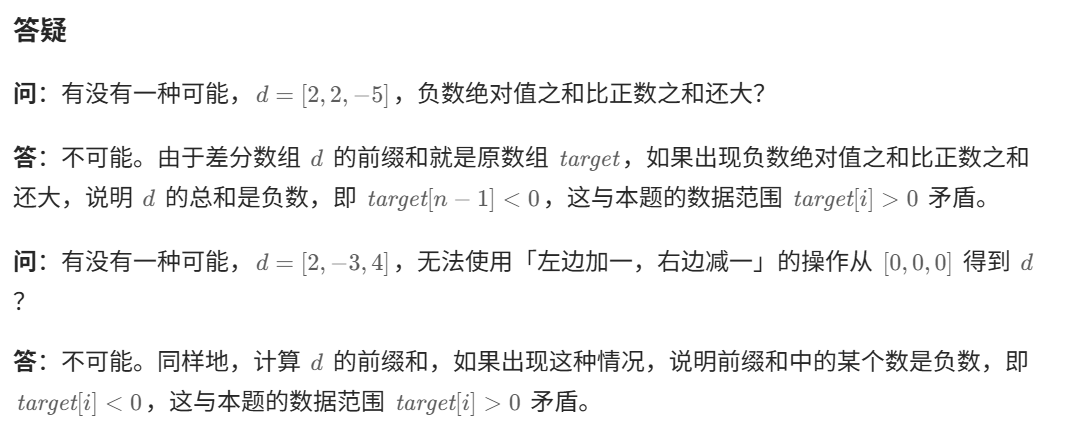 答疑
问：有没有一种可能，d = [2, 2, −5]，负数绝对值之和比正数之和还大？
答：不可能。由于差分数组 d 的前缀和就是原数组 target，如果出现负数绝对值之和比正数之和
还大，说明 d 的总和是负数，即 target[n − 1] < 0，这与本题的数据范围 target[i] > 0 矛盾。
问：有没有一种可能，d = [2, −3, 4]，无法使用「左边加一，右边减一」的操作从 [0, 0, 0] 得到 d
？
答：不可能。同样地，计算 d 的前缀和，如果出现这种情况，说明前缀和中的某个数是负数，即
target[i] < 0，这与本题的数据范围 target[i] > 0 矛盾。